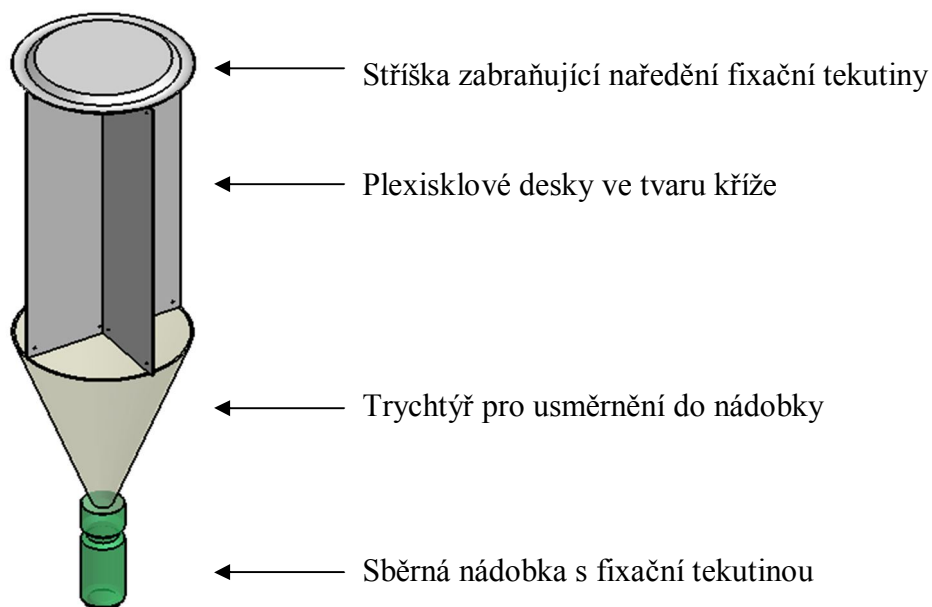 Stříška zabraňující naředění fixační tekutiny
Plexisklové desky ve tvaru kříže
Trychtýř pro usměrnění do nádobky
Sběrná nádobka s fixační tekutinou